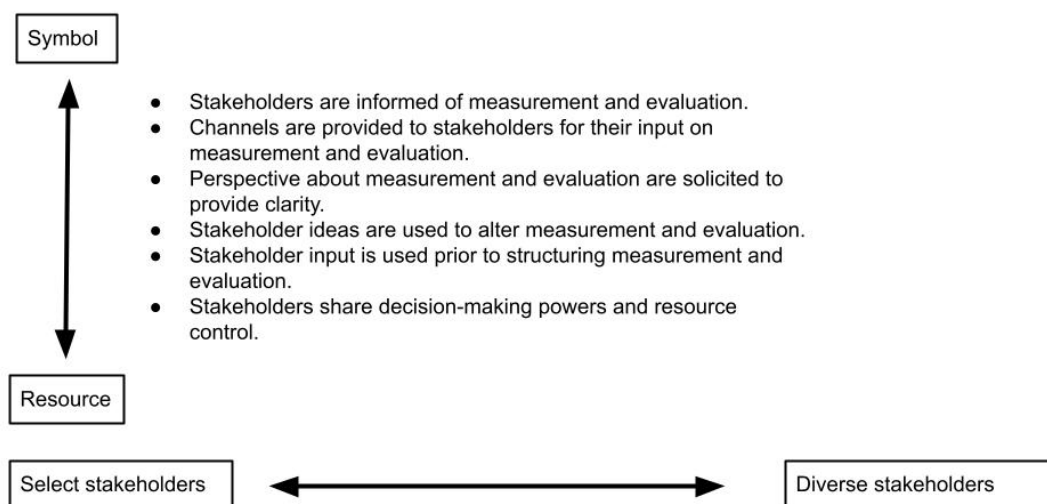 Symbol
● Stakeholders are informed of measurement and evaluation.
● Channels are provided to stakeholders for their input on
measurement and evaluation.
● Perspective about measurement and evaluation are solicited to
provide clarity.
● Stakeholder ideas are used to alter measurement and evaluation.
● Stakeholder input is used prior to structuring measurement and
evaluation.
● Stakeholders share decision-making powers and resource
control.
Resource
Select stakeholders
Diverse stakeholders